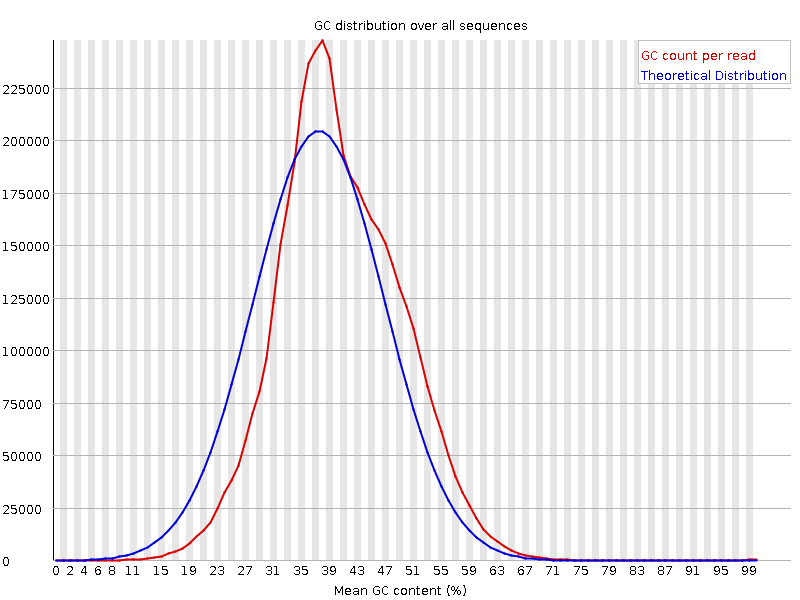 GC distribution over all sequences
GC count per read
Theoretical Distribution
225000
200000
175000
150000
125000
100000
75000
50000
25000
0
0 2 4 6 8 11 15 19 23 27 31 35 39 43 47 51 55 59 63 67 71 75 79 83 87 91 95 99
Mean GC content (%)